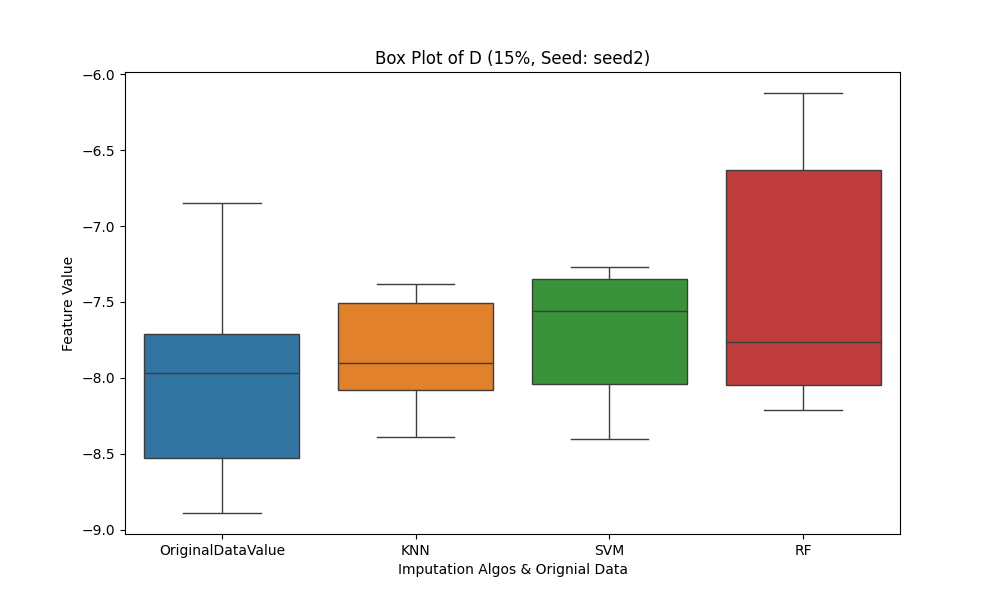 Box Plot of D (15%, Seed: seed2)
Feature Value
−6.0
−6.5
−7.0
−7.5
−8.0
−8.5
−9.0
OriginalDataValue KNN SVM RF
Imputation Algos & Orignial Data